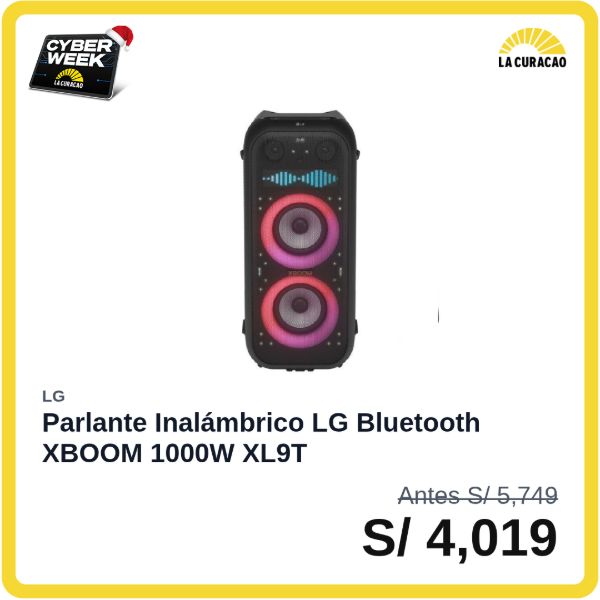 CYBER
WEEK
LA CURACAO
LA CURACAO
XBOOM
LG
Parlante Inalámbrico LG Bluetooth
XBOOM 1000W XL9T
Antes S/ 5,749
S/ 4,019